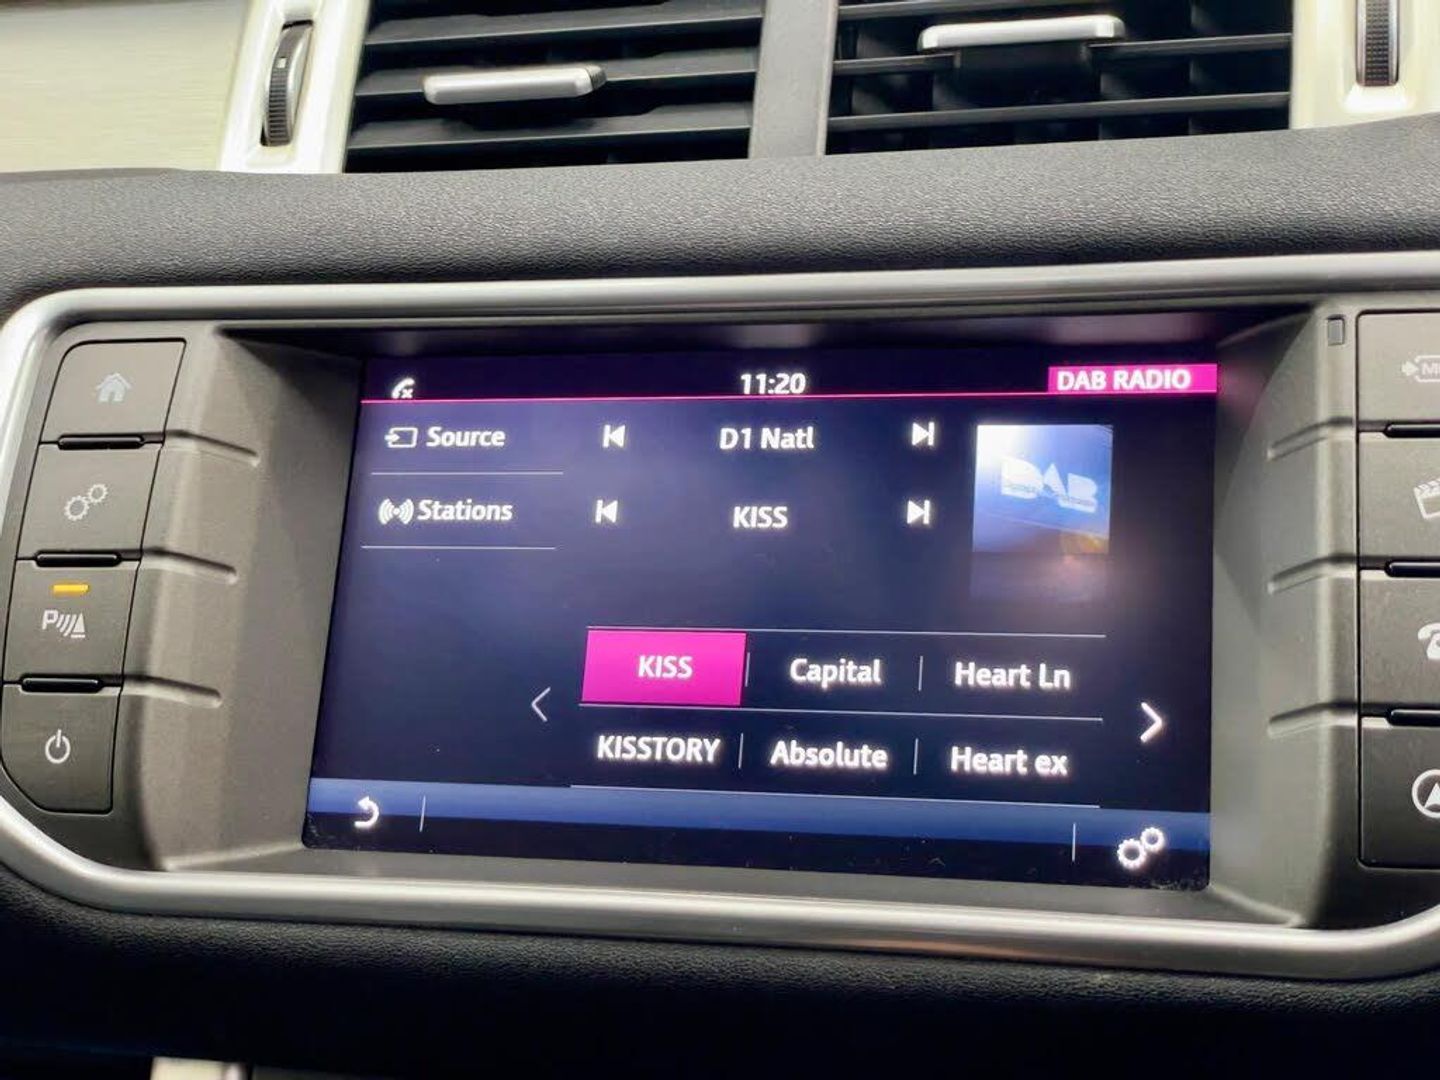 11:20
DAB RADIO
Source
D1 Natl
Stations
KISS
DAB
KISS
Capital
Heart Ln
KISSTORY
Absolute
Heart ex
P